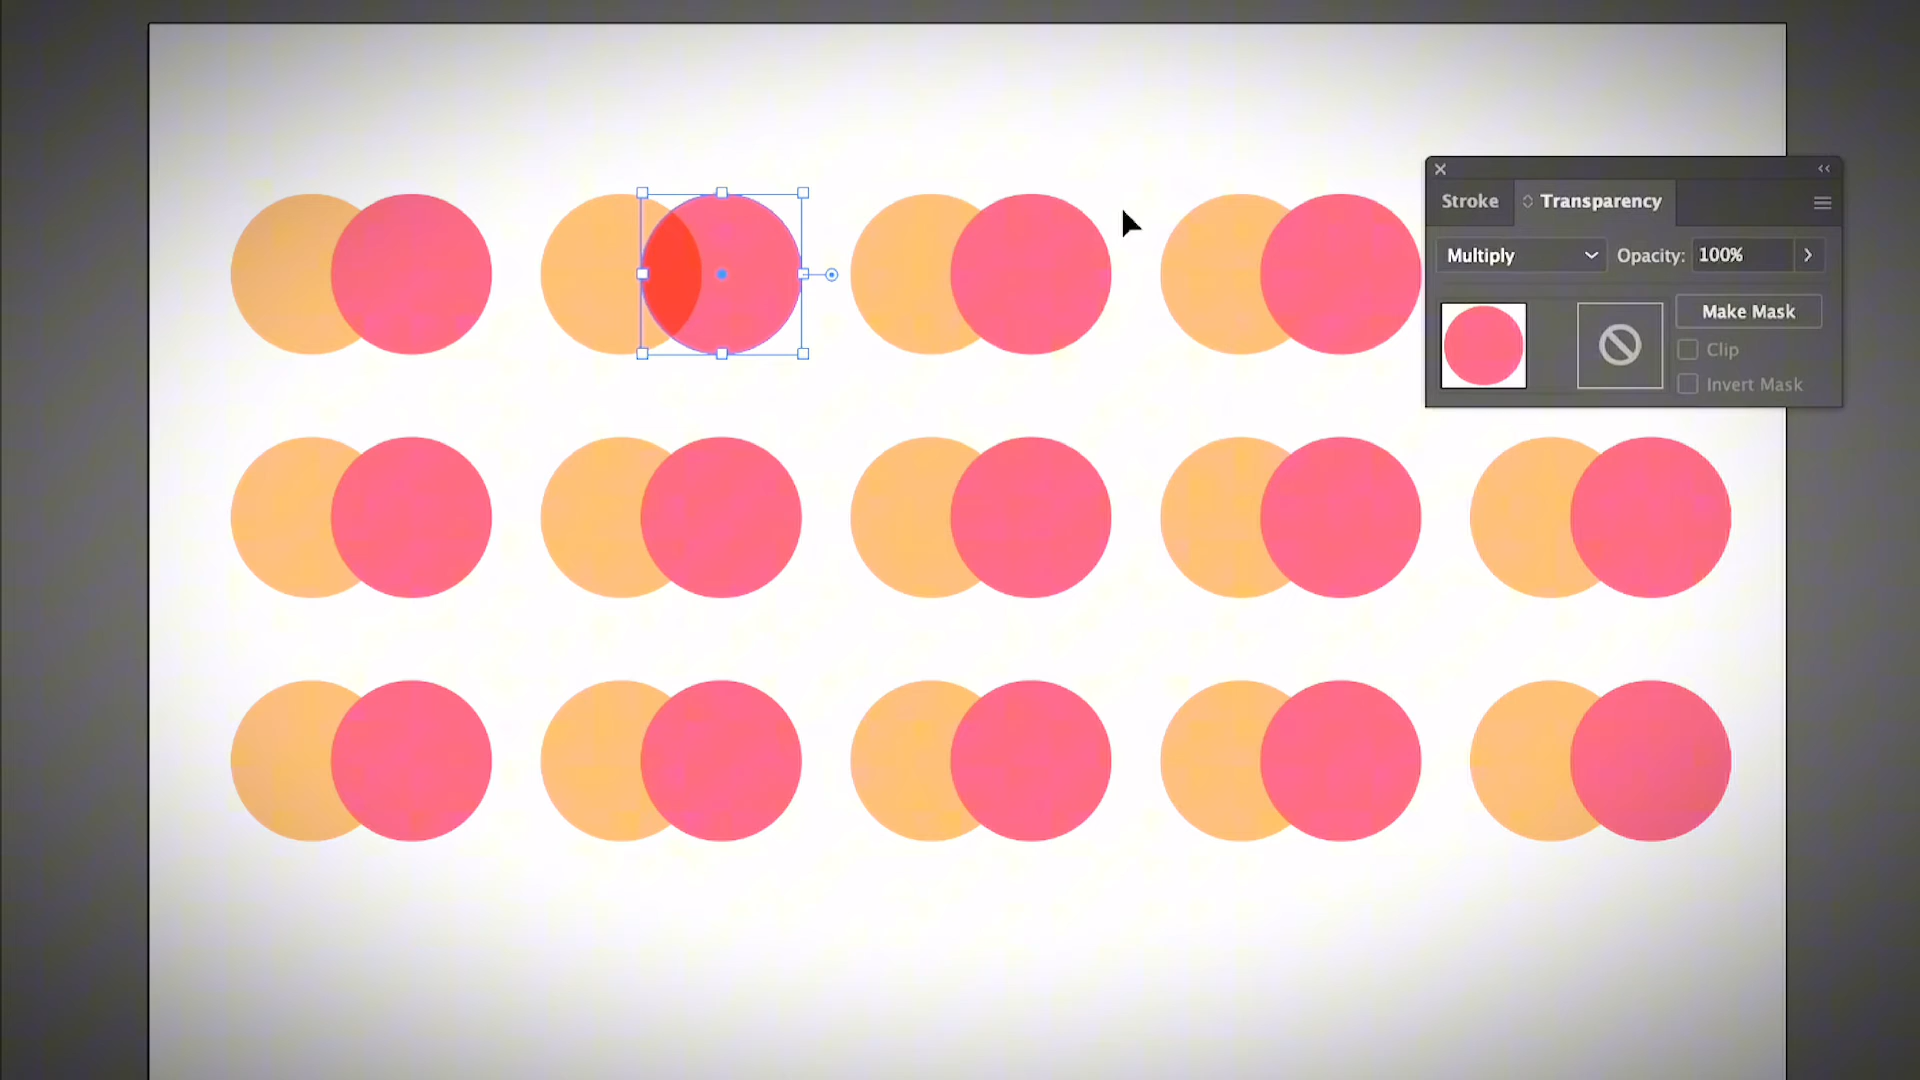 Stroke
Transparency
Multiply
Opacity: 100%
Make Mask
Clip
Invert Mask